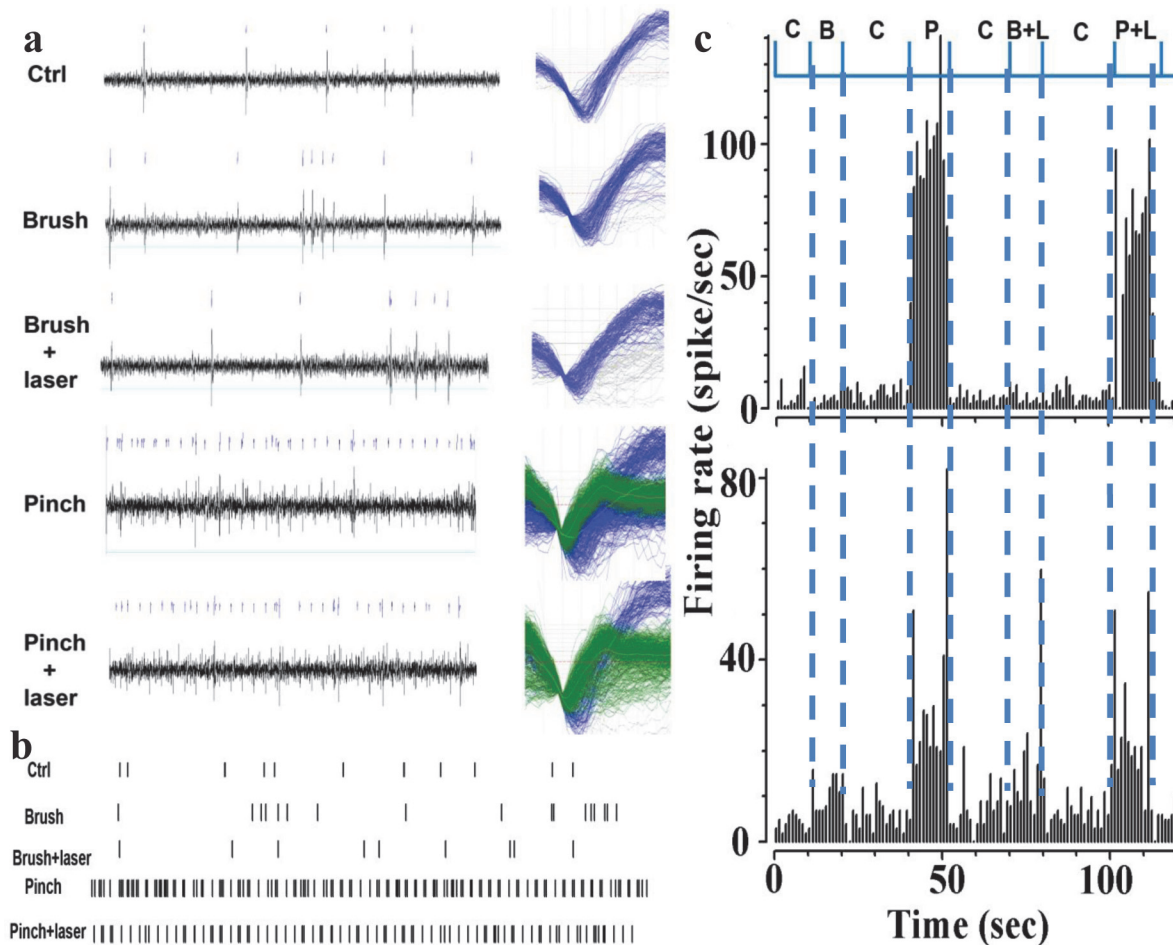 a
Ctrl
Brush
Brush
+
laser
Pinch
Pinch
+
laser
b
Ctrl
Brush
Brush+laser
Pinch
Pinch+laser
c
C B C P C B+L C P+L
Firing rate (spike/sec)
100
50
0
80
40
0
0 50 100
Time (sec)